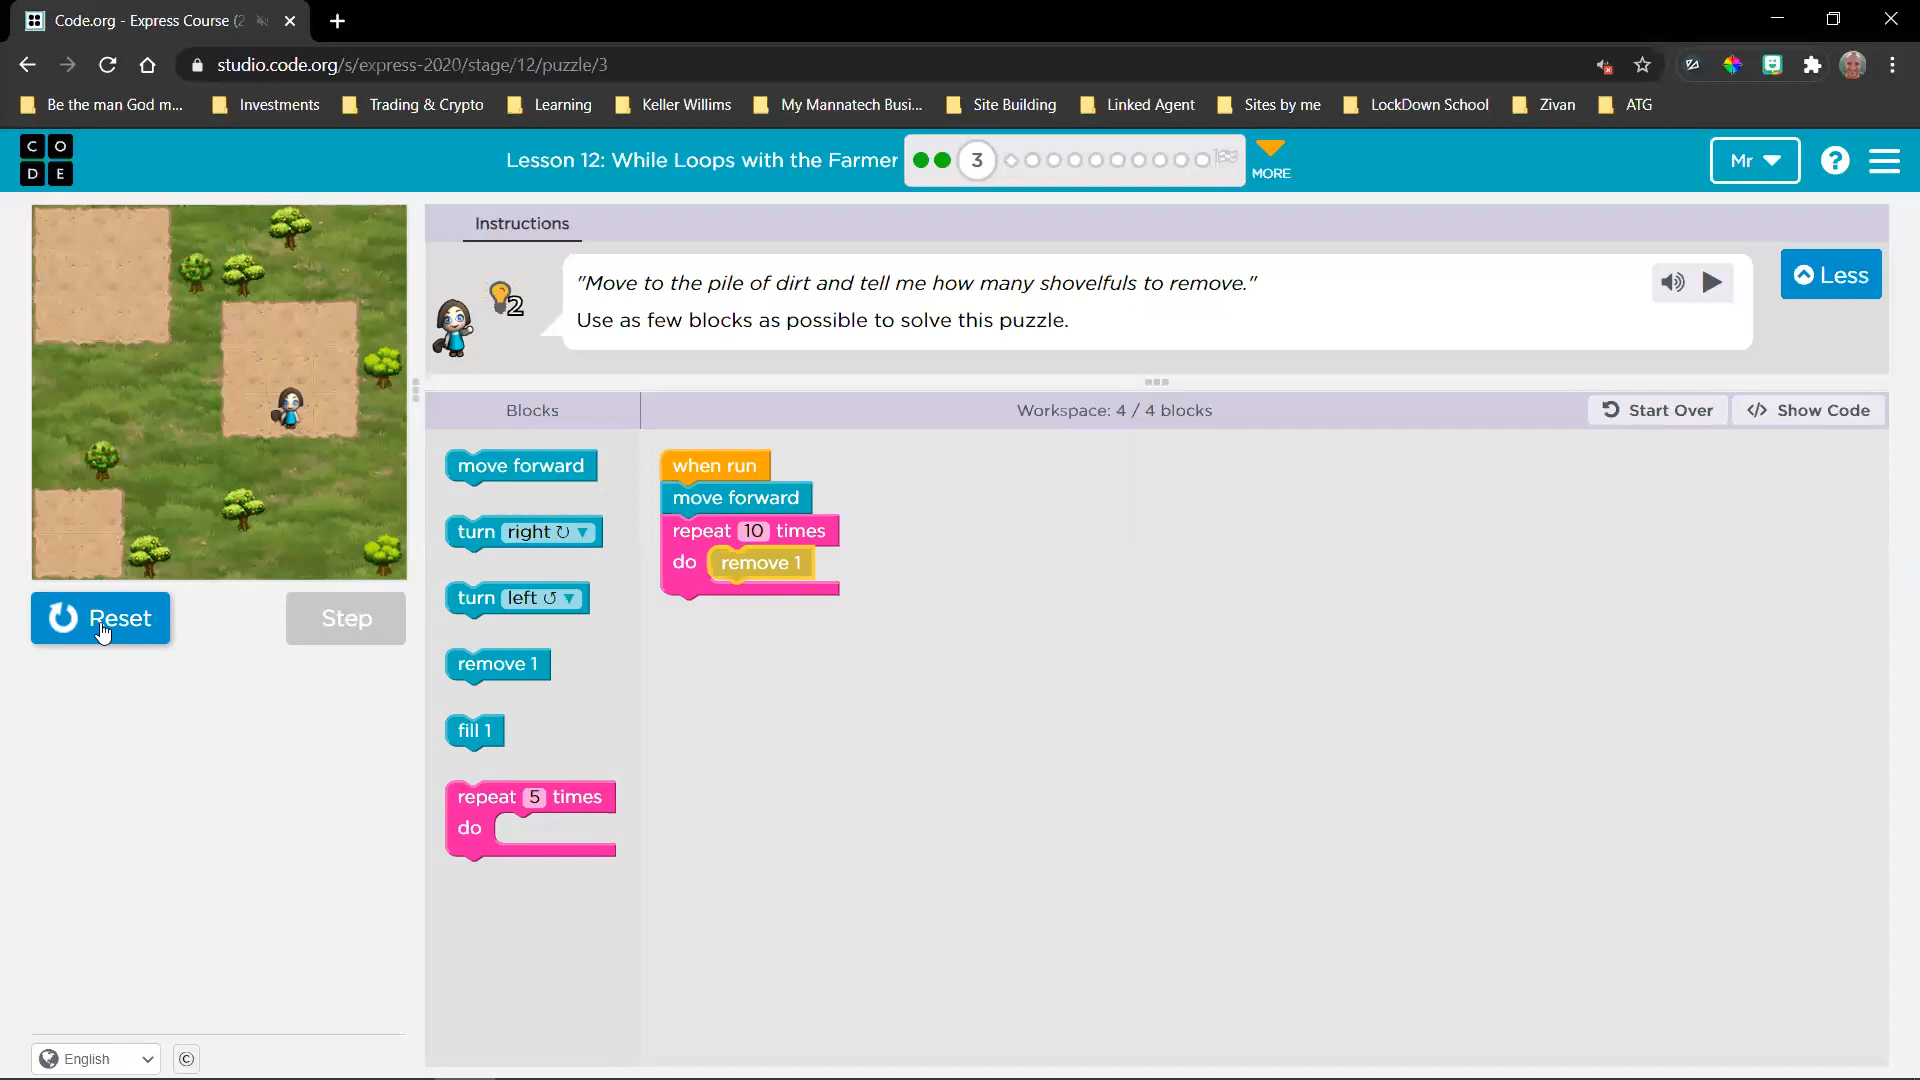 Code.org - Express Course (2
studio.code.org/s/express-2020/stage/12/puzzle/3
Be the man God m...
Investments
Trading & Crypto
Learning
Keller Willims
My Mannatech Busi...
Site Building
Linked Agent
Sites by me
LockDown School
Zivan
ATG
C O
D E
Lesson 12: While Loops with the Farmer
3
MORE
Mr
?
Instructions
2
"Move to the pile of dirt and tell me how many shovelfuls to remove."
Use as few blocks as possible to solve this puzzle.
Less
Blocks
Workspace: 4 / 4 blocks
Start Over
</> Show Code
move forward
turn right ↻ ▼
turn left ↺ ▼
remove 1
fill 1
repeat 5 times
do
when run
move forward
repeat 10 times
do remove 1
Reset
Step
English
©